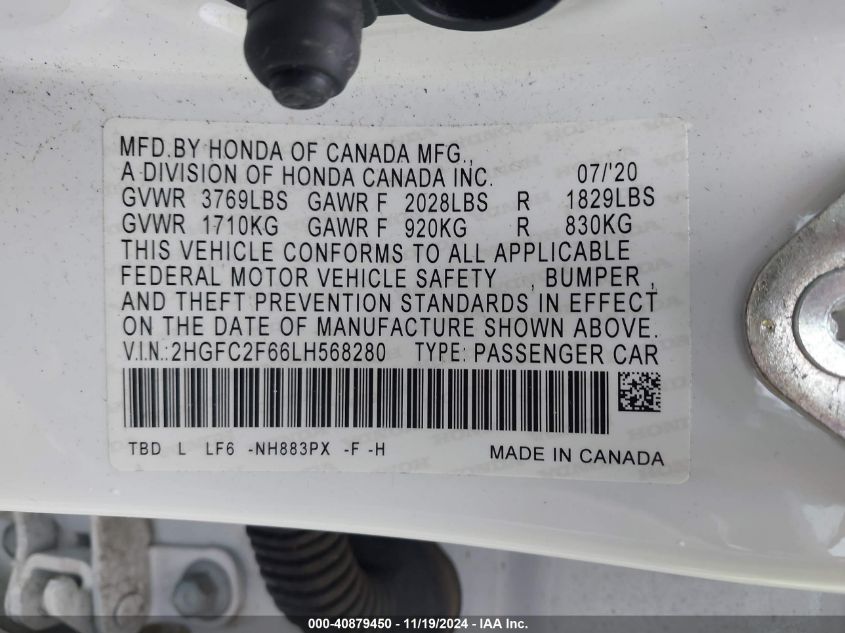 MFD.BY HONDA OF CANADA MFG.,
A DIVISION OF HONDA CANADA INC. 07/'20
GVWR 3769LBS GAWR F 2028LBS R 1829LBS
GVWR 1710KG GAWR F 920KG R 830KG
THIS VEHICLE CONFORMS TO ALL APPLICABLE
FEDERAL MOTOR VEHICLE SAFETY , BUMPER ,
AND THEFT PREVENTION STANDARDS IN EFFECT
ON THE DATE OF MANUFACTURE SHOWN ABOVE.
V.I.N.:2HGFC2F66LH568280 TYPE: PASSENGER CAR
TBD L LF6 -NH883PX -F -H MADE IN CANADA
000-40879450 - 11/19/2024 - IAA Inc.